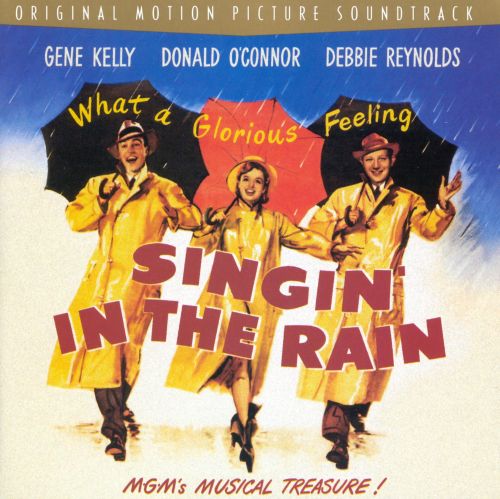 ORIGINAL MOTION PICTURE SOUNDTRACK
GENE KELLY DONALD O'CONNOR DEBBIE REYNOLDS
What a Glorious Feeling
SINGIN'
IN THE RAIN
M-G-M's MUSICAL TREASURE!